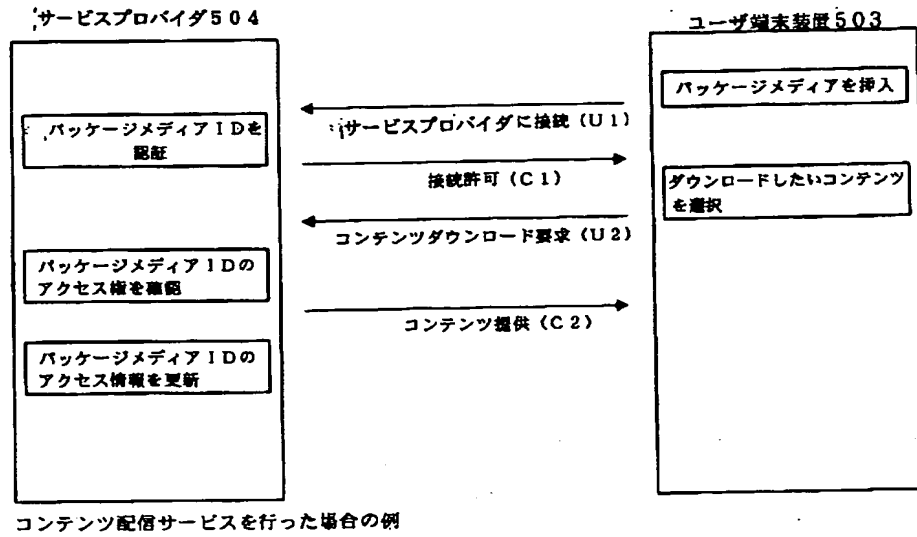 サービスプロバイダ504
ユーザ端末装置503
パッケージメディアを挿入
サービスプロバイダに接続(U1)
パッケージメディアIDを
認証
接続許可(C1)
ダウンロードしたいコンテンツ
を選択
コンテンツダウンロード要求(U2)
パッケージメディアIDの
アクセス権を確認
コンテンツ提供(C2)
パッケージメディアIDの
アクセス情報を更新
コンテンツ配信サービスを行った場合の例